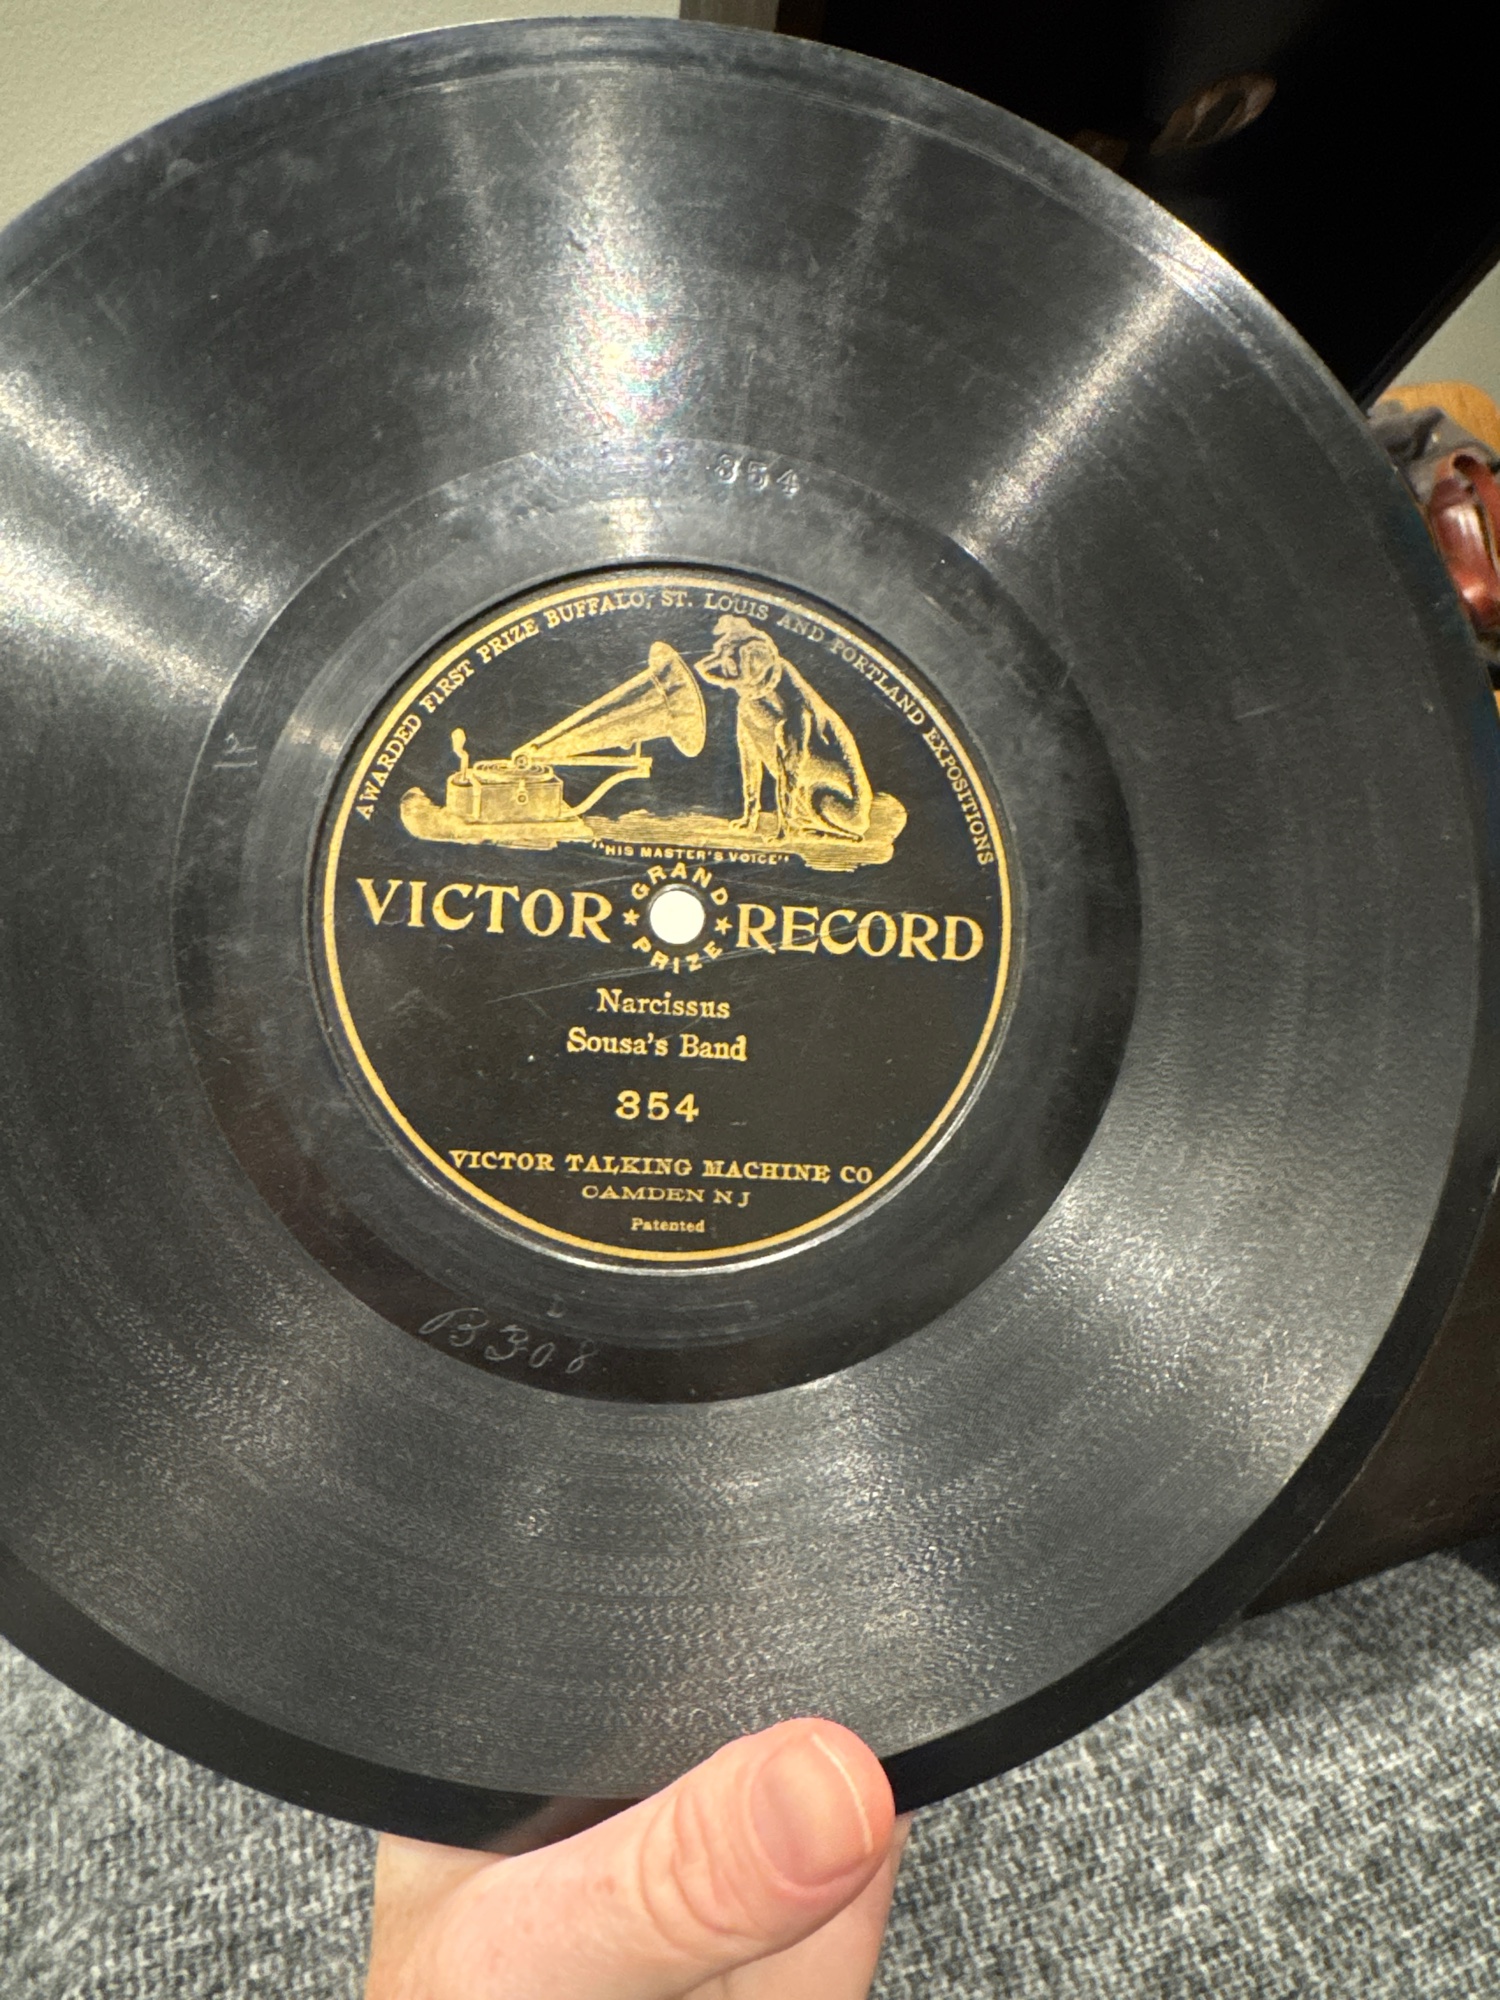 354
AWARDED FIRST PRIZE BUFFALO, ST. LOUIS AND PORTLAND EXPOSITIONS
"HIS MASTER'S VOICE"
VICTOR GRAND PRIZE RECORD
Narcissus
Sousa's Band
354
VICTOR TALKING MACHINE CO
CAMDEN N J
Patented
D
B308